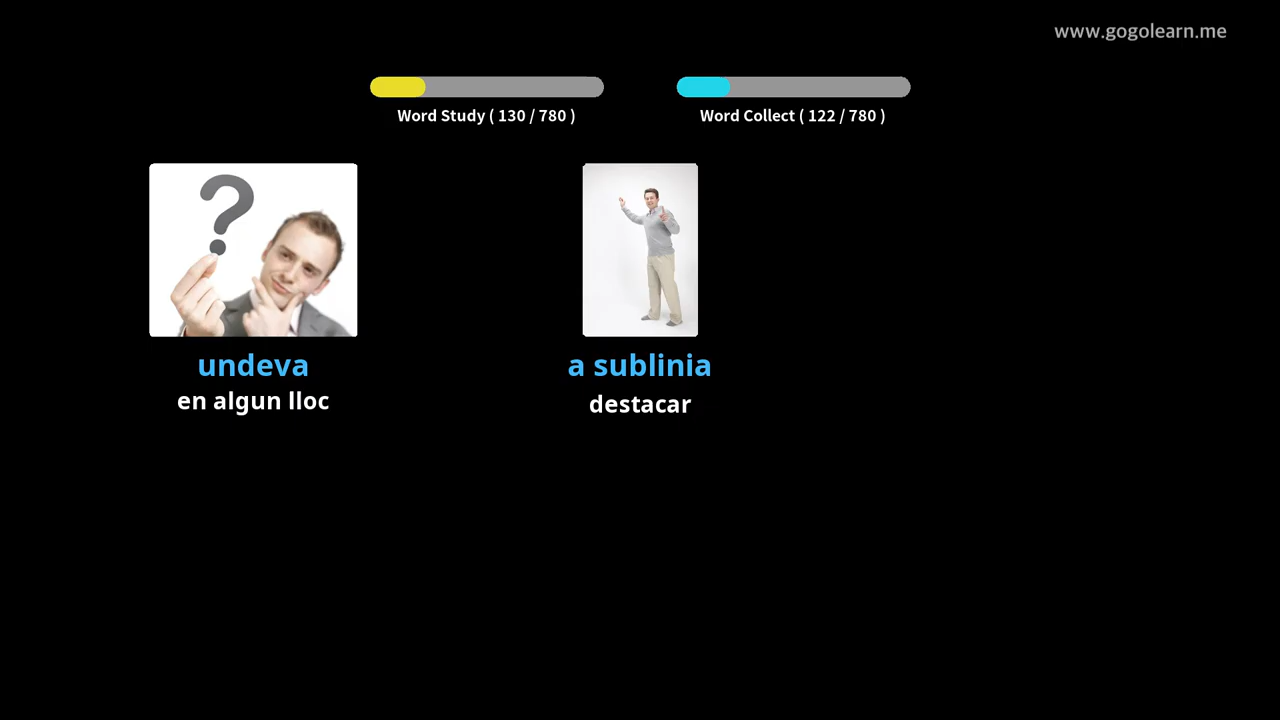 www.gogolearn.me
Word Study ( 130 / 780 )
Word Collect ( 122 / 780 )
?
undeva
en algun lloc
a sublinia
destacar